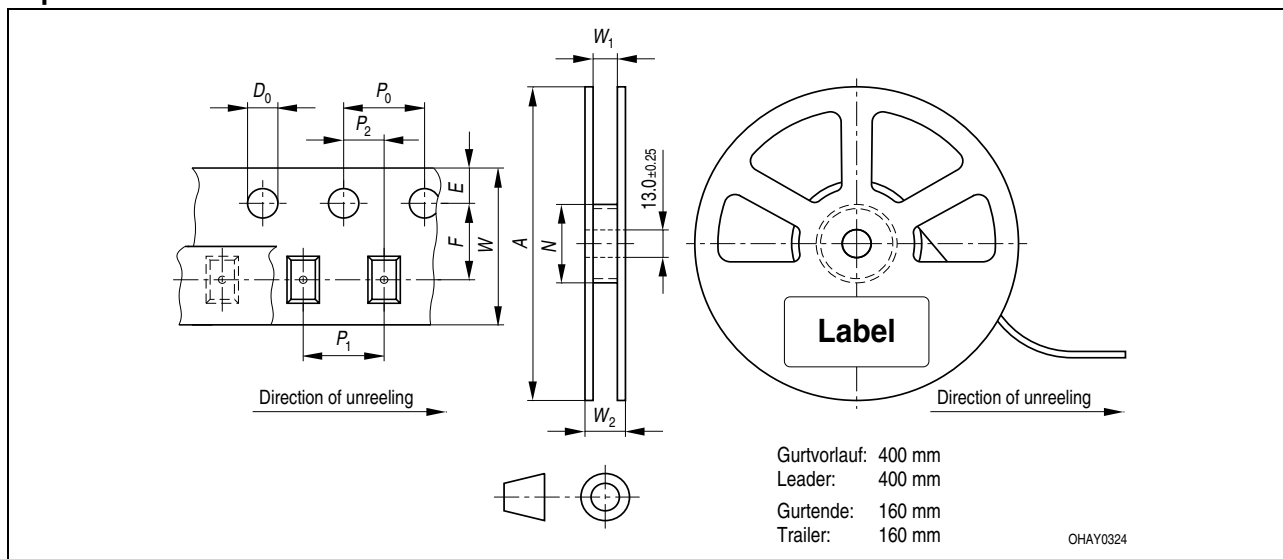 W1
D0
P0
P2
E
F
W
A
N
13.0±0.25
P1
Label
Direction of unreeling
W2
Direction of unreeling
Gurtvorlauf: 400 mm
Leader: 400 mm
Gurtende: 160 mm
Trailer: 160 mm
OHAY0324